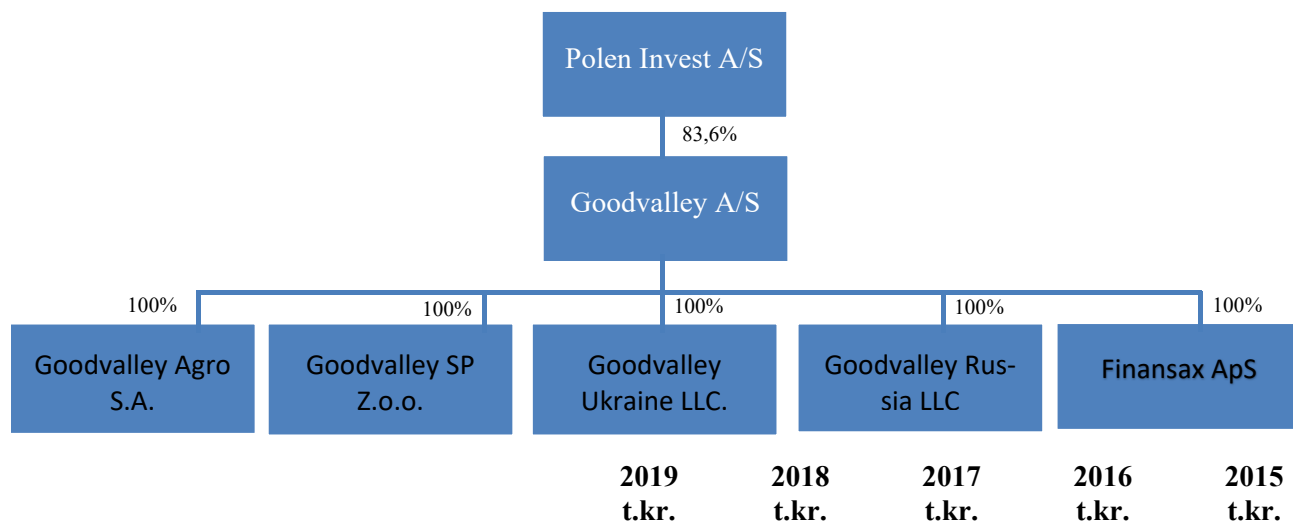 Polen Invest A/S
83,6%
Goodvalley A/S
100% 100% 100% 100% 100%
Goodvalley Agro
S.A.
Goodvalley SP
Z.o.o.
Goodvalley
Ukraine LLC.
Goodvalley Rus-
sia LLC
Finansax ApS
2019 2018 2017 2016 2015
t.kr. t.kr. t.kr. t.kr. t.kr.